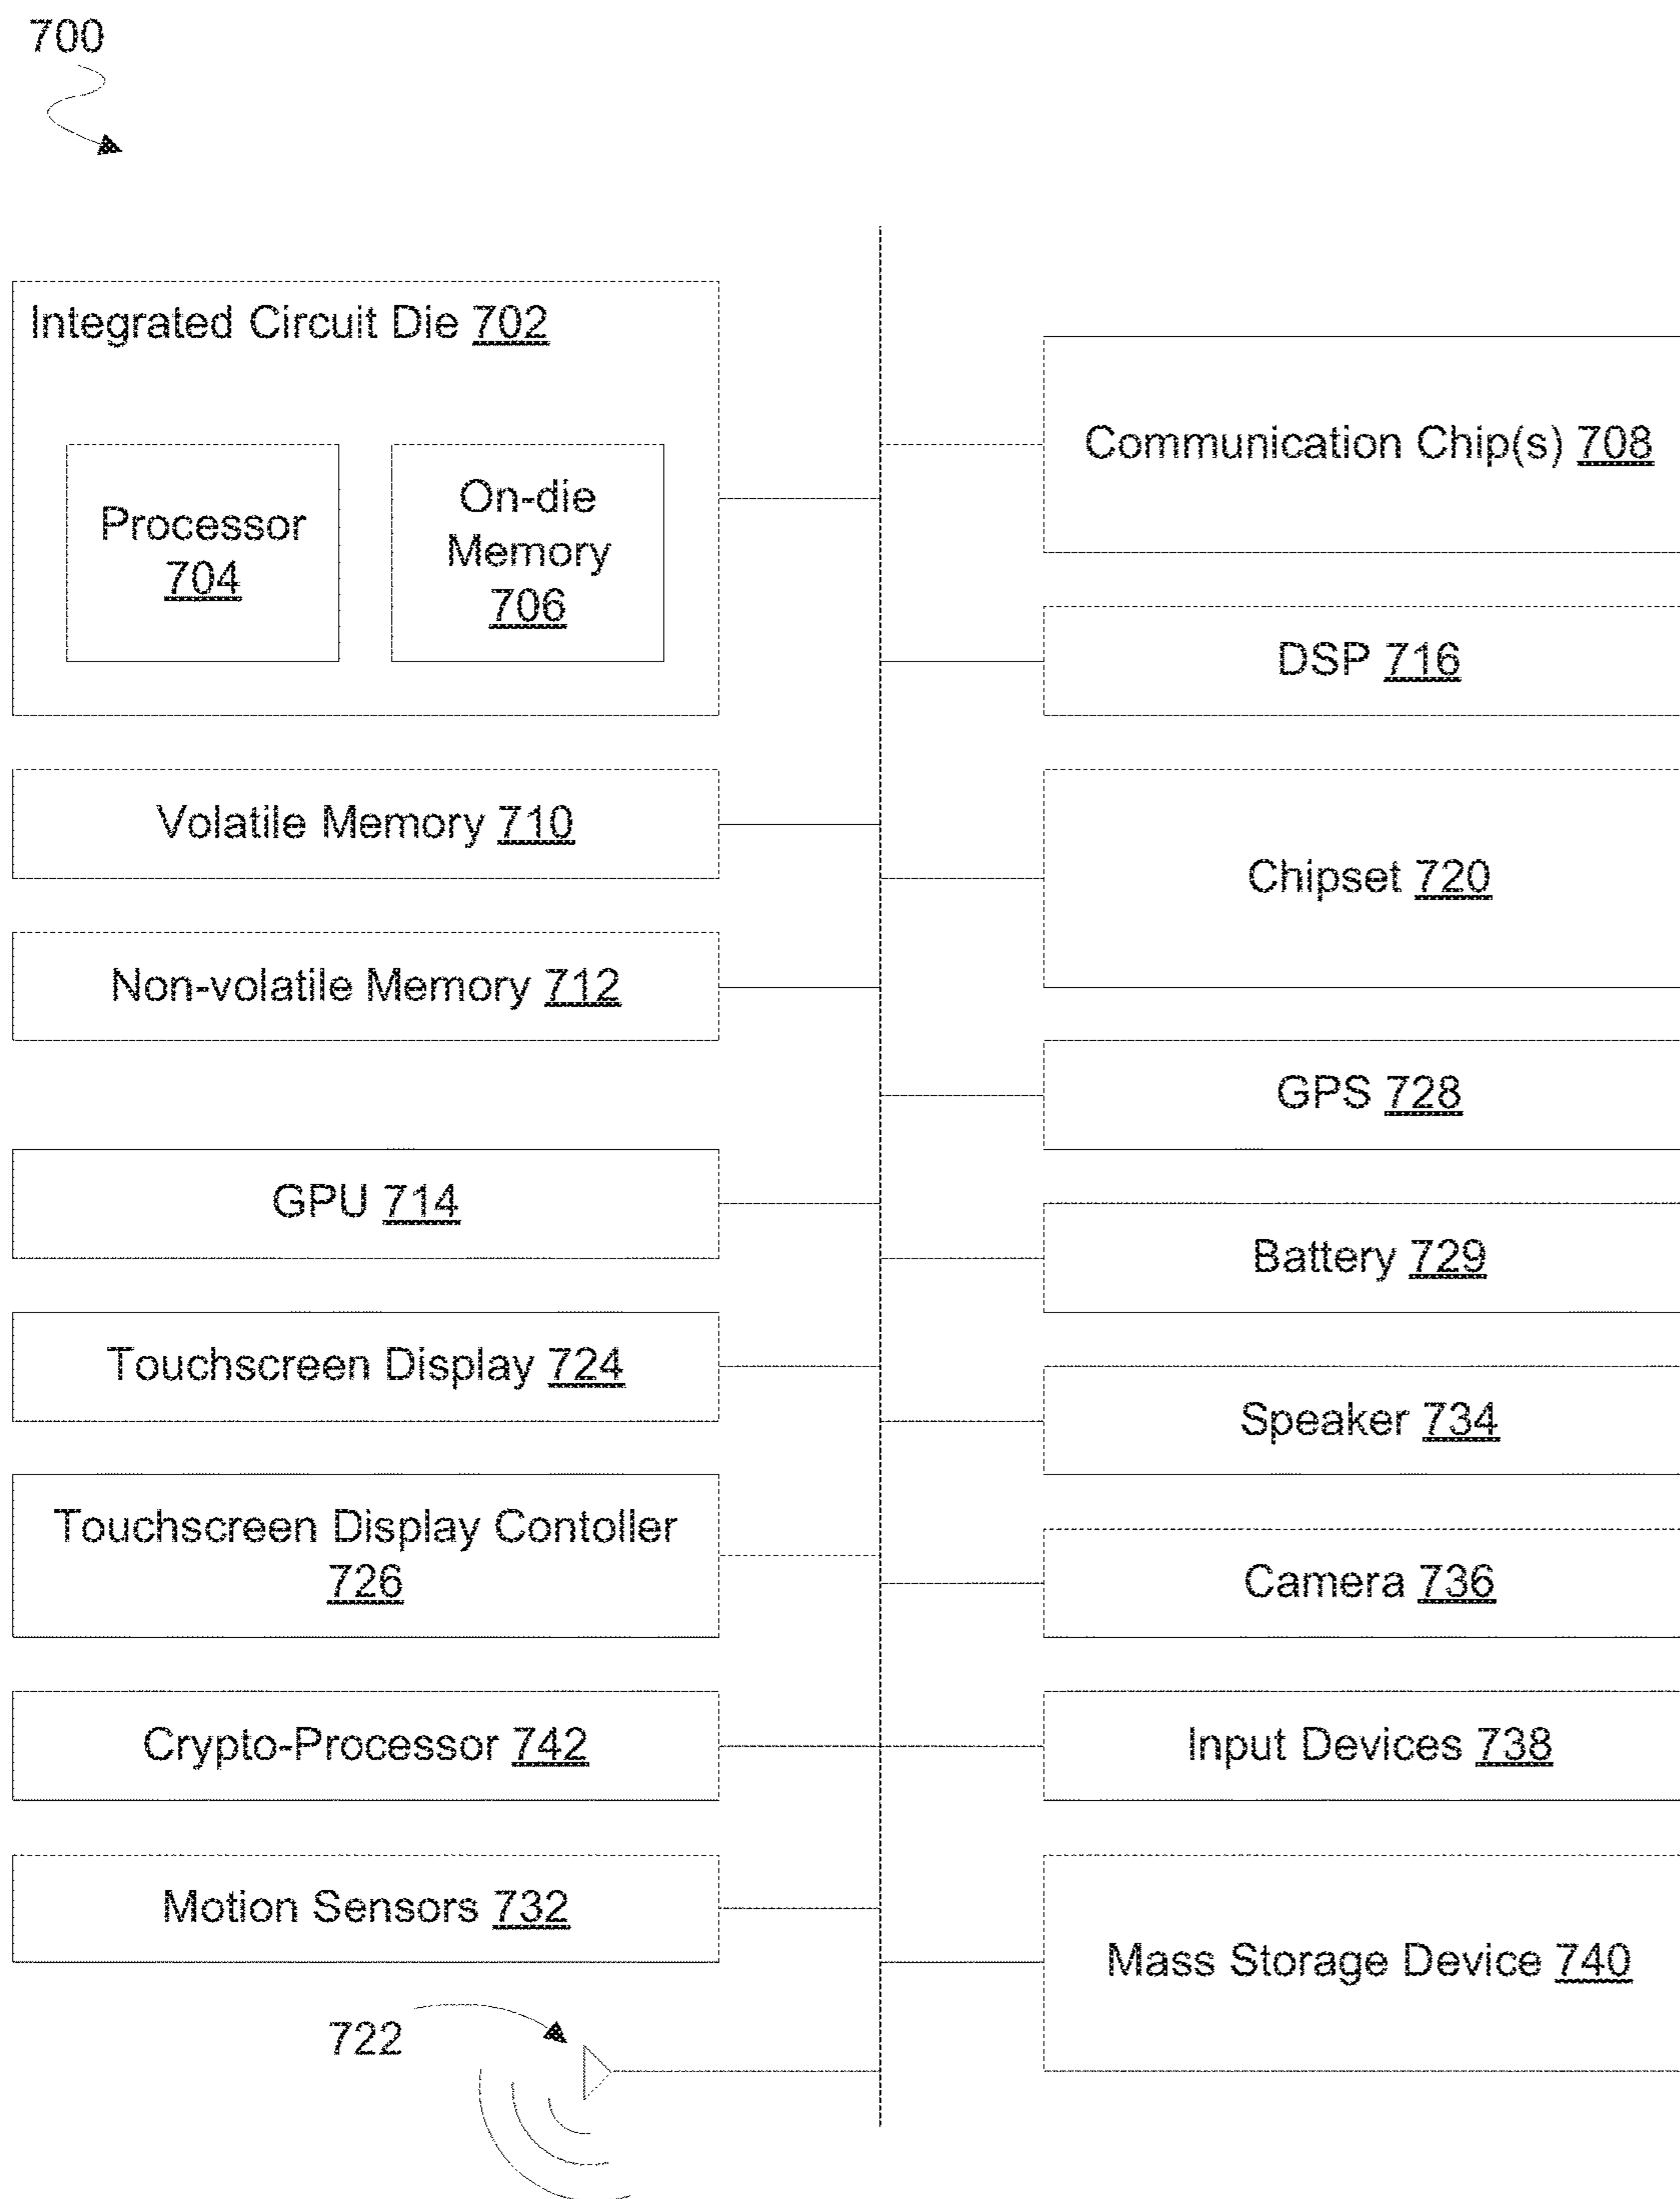 700
Integrated Circuit Die 702
Processor
704
On-die
Memory
706
Volatile Memory 710
Non-volatile Memory 712
GPU 714
Touchscreen Display 724
Touchscreen Display Contoller
726
Crypto-Processor 742
Motion Sensors 732
722
Communication Chip(s) 708
DSP 716
Chipset 720
GPS 728
Battery 729
Speaker 734
Camera 736
Input Devices 738
Mass Storage Device 740